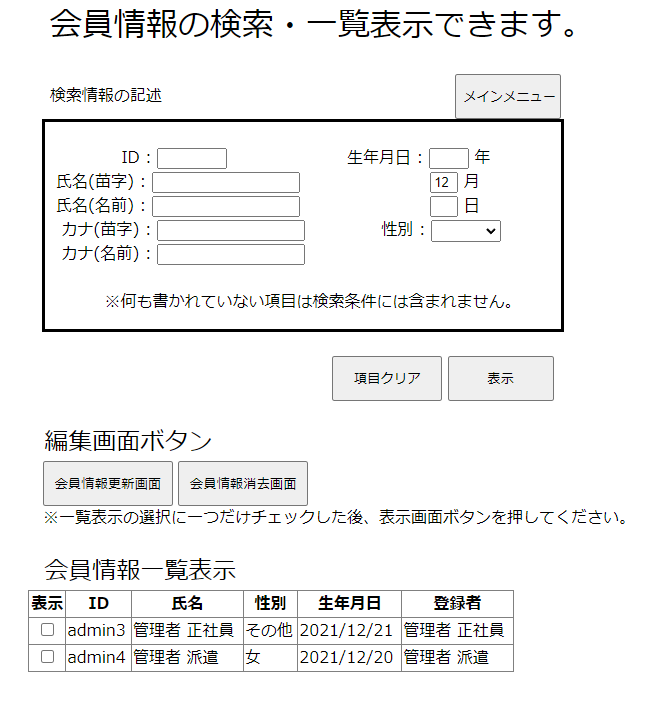 会員情報の検索・一覧表示できます。
検索情報の記述
メインメニュー
ID： 生年月日： 年
氏名(苗字)： 12 月
氏名(名前)： 日
カナ(苗字)： 性別：
カナ(名前)：
※何も書かれていない項目は検索条件には含まれません。
項目クリア 表示
編集画面ボタン
会員情報更新画面 会員情報消去画面
※一覧表示の選択に一つだけチェックした後、表示画面ボタンを押してください。
会員情報一覧表示
表示 ID 氏名 性別 生年月日 登録者
admin3 管理者 正社員 その他 2021/12/21 管理者 正社員
admin4 管理者 派遣 女 2021/12/20 管理者 派遣